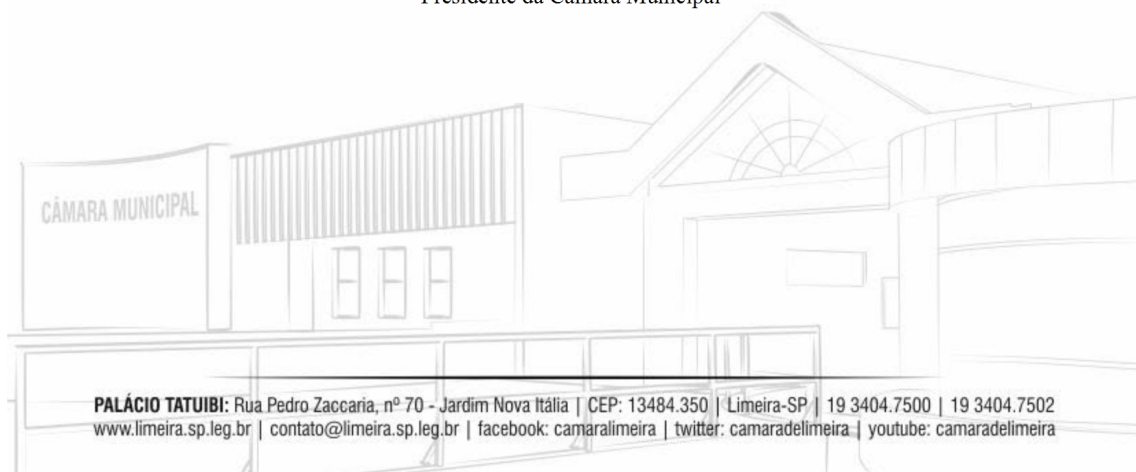 Presidente da Câmara Municipal
CÂMARA MUNICIPAL
PALÁCIO TATUIBI: Rua Pedro Zaccaria, nº 70 - Jardim Nova Itália | CEP: 13484.350 | Limeira-SP | 19 3404.7500 | 19 3404.7502
www.limeira.sp.leg.br | contato@limeira.sp.leg.br | facebook: camaralimeira | twitter: camaradelimeira | youtube: camaradelimeira